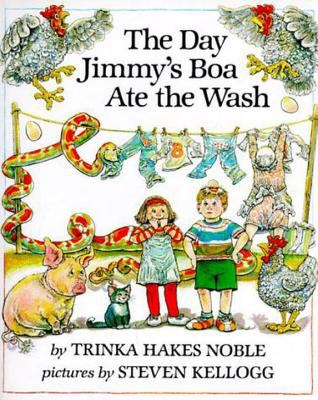 The Day
Jimmy's Boa
Ate the Wash
by TRINKA HAKES NOBLE
pictures by STEVEN KELLOGG